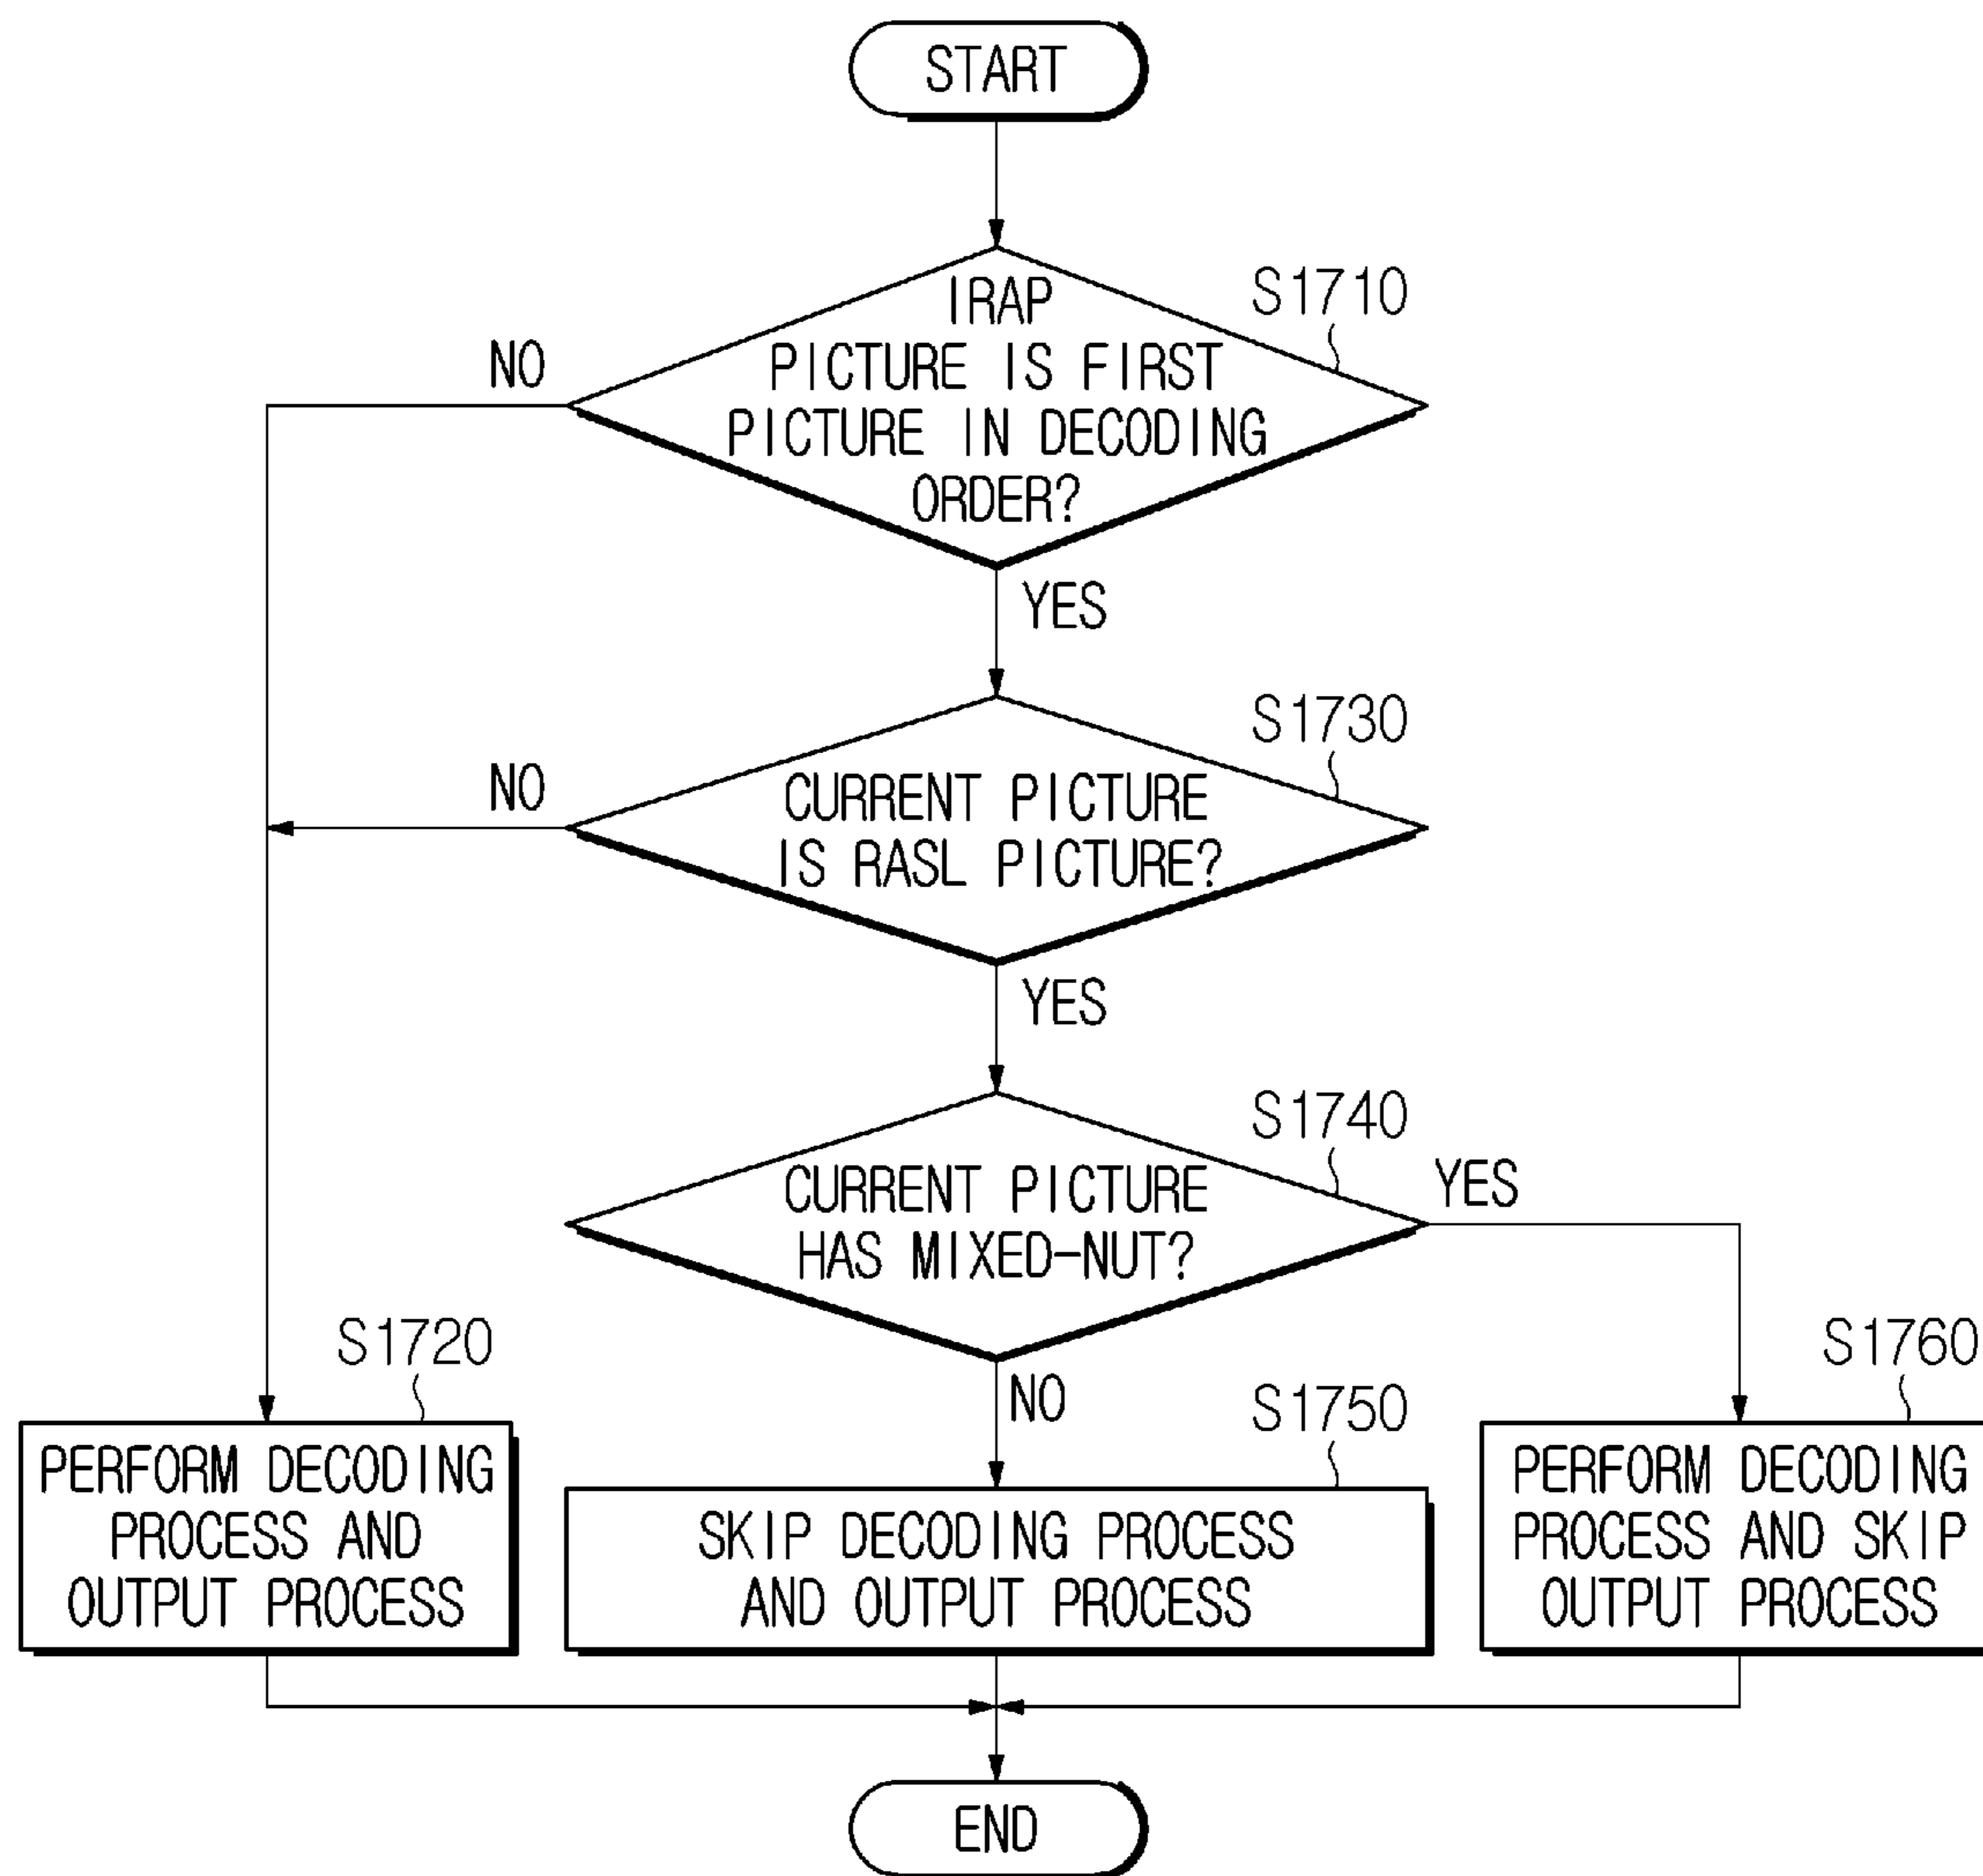 START
IRAP
PICTURE IS FIRST
PICTURE IN DECODING
ORDER?
S1710
NO
YES
CURRENT PICTURE
IS RASL PICTURE?
S1730
NO
YES
CURRENT PICTURE
HAS MIXED-NUT?
S1740
YES
NO
S1720
PERFORM DECODING
PROCESS AND
OUTPUT PROCESS
S1750
SKIP DECODING PROCESS
AND OUTPUT PROCESS
S1760
PERFORM DECODING
PROCESS AND SKIP
OUTPUT PROCESS
END